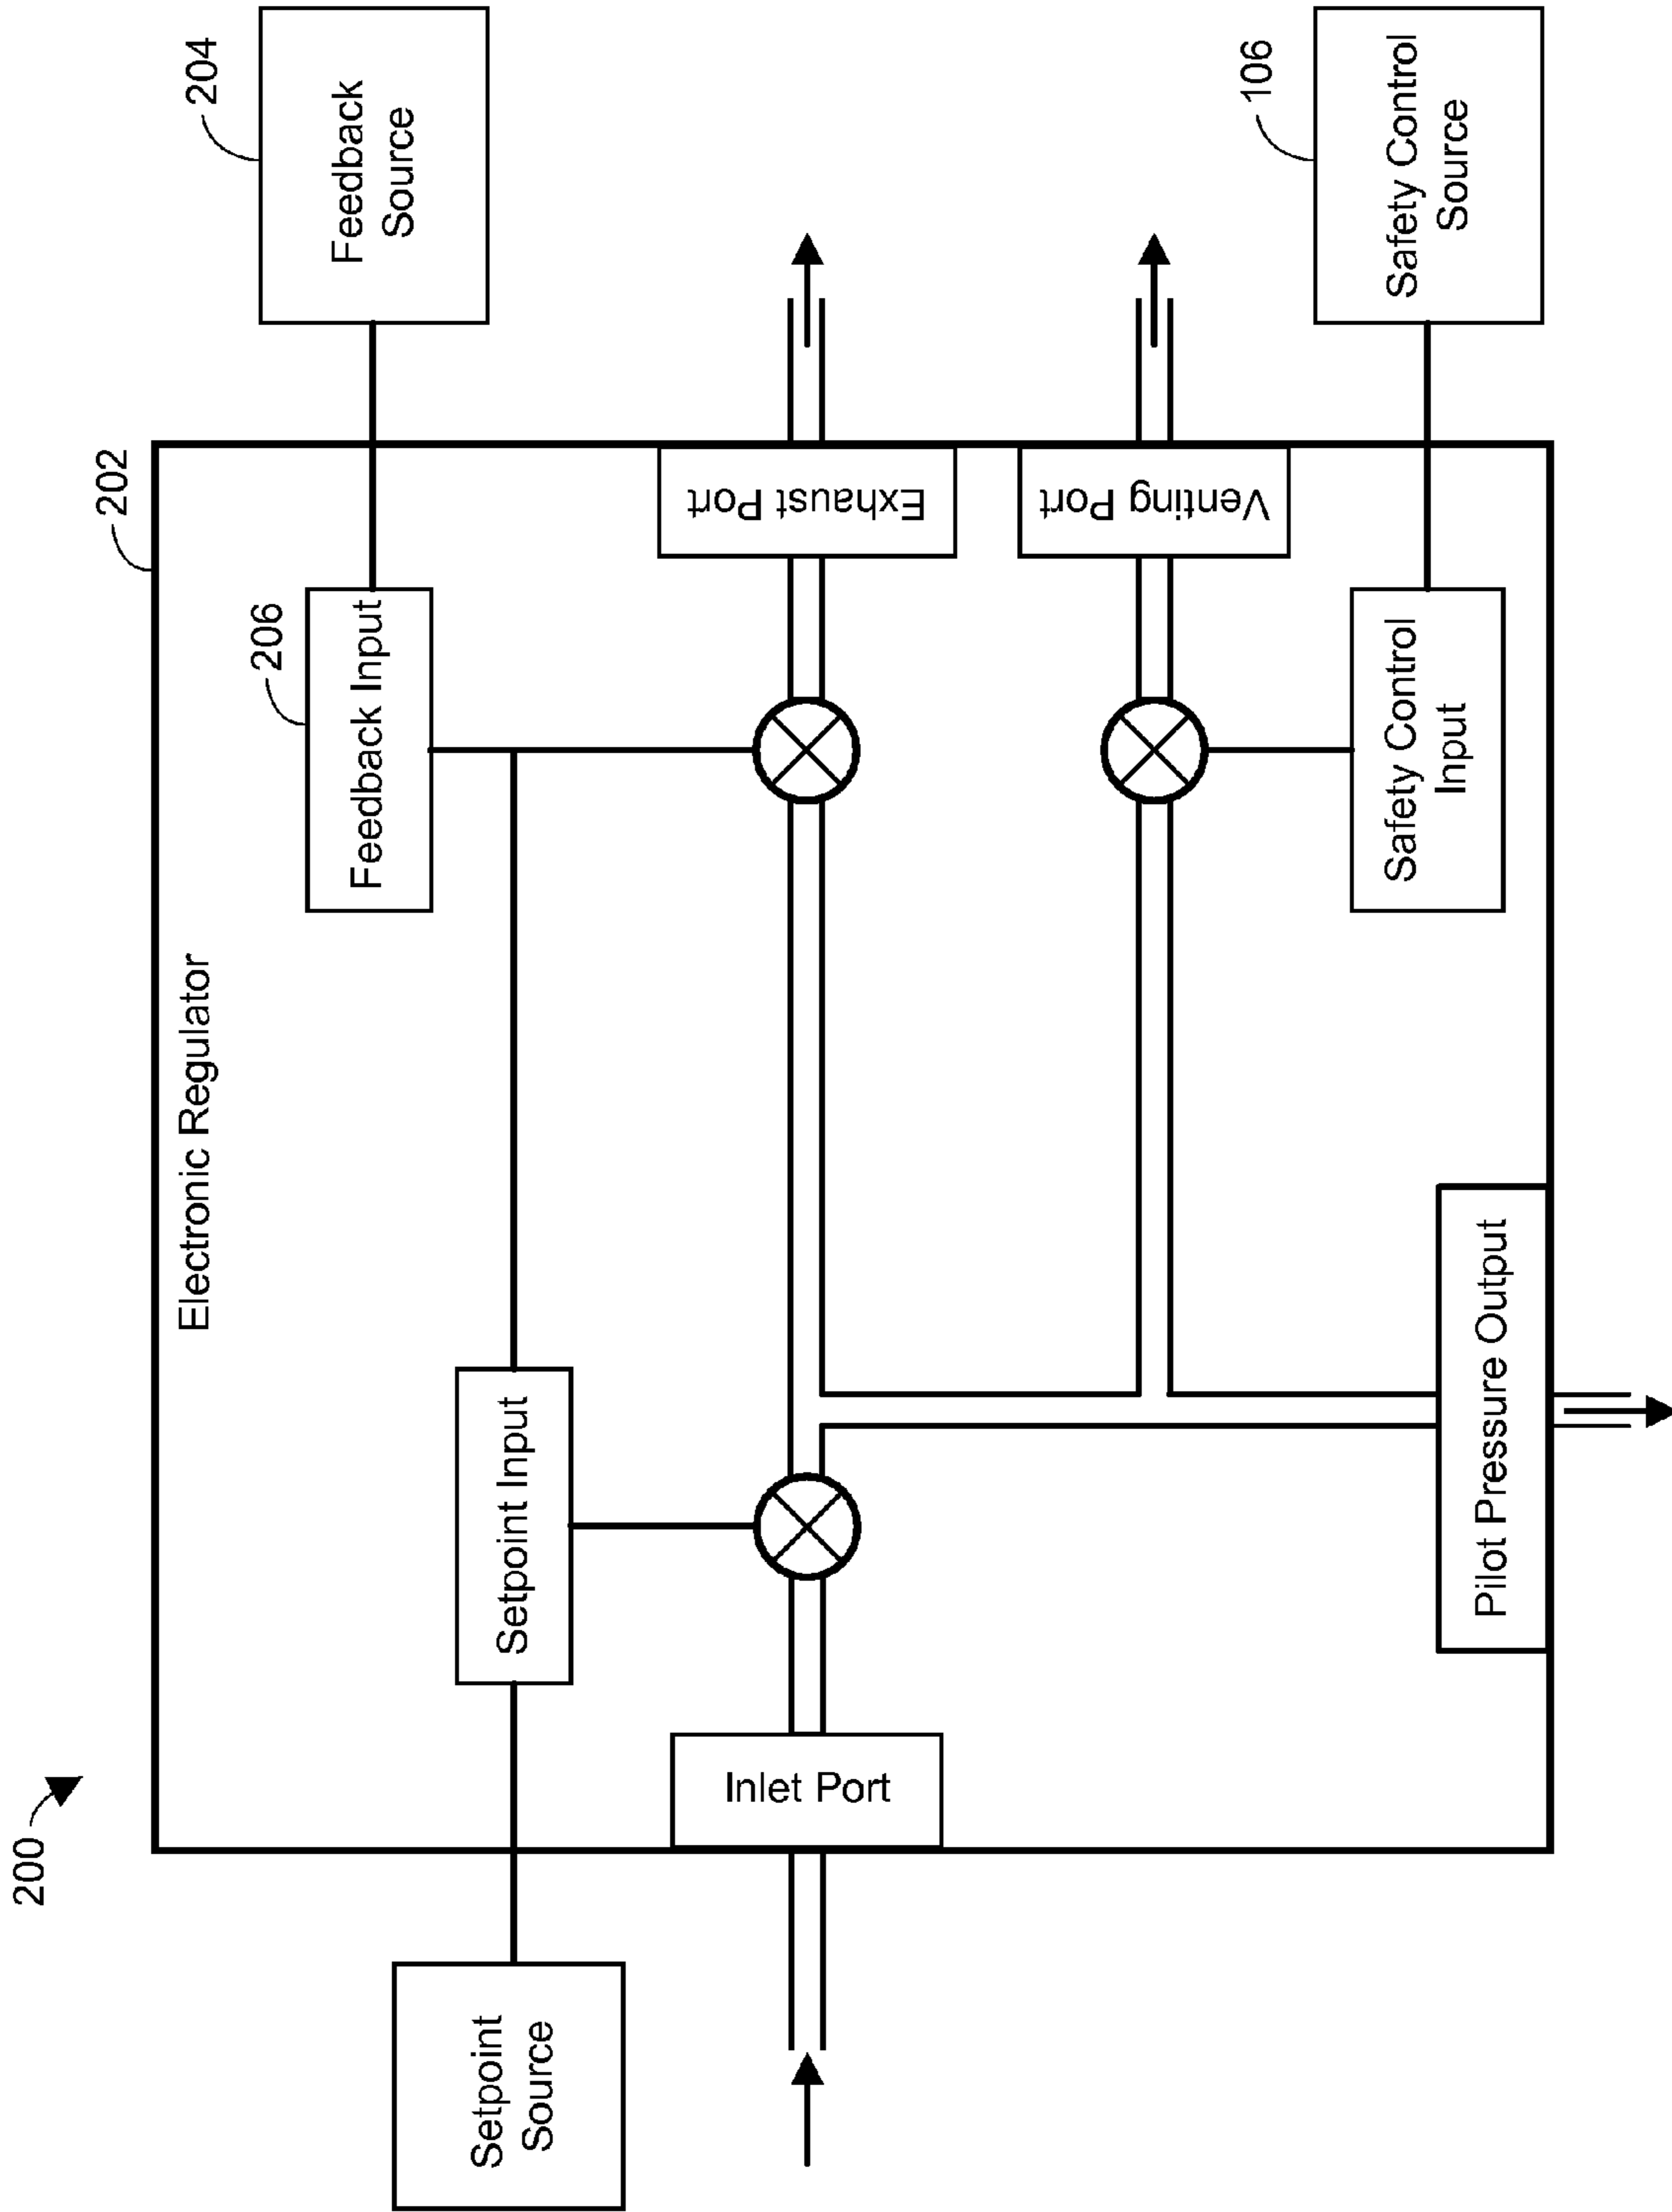 200
202
Electronic Regulator
Setpoint
Source
Setpoint Input
206
Feedback Input
204
Feedback
Source
Inlet Port
Exhaust Port
Venting Port
Pilot Pressure Output
Safety Control
Input
106
Safety Control
Source